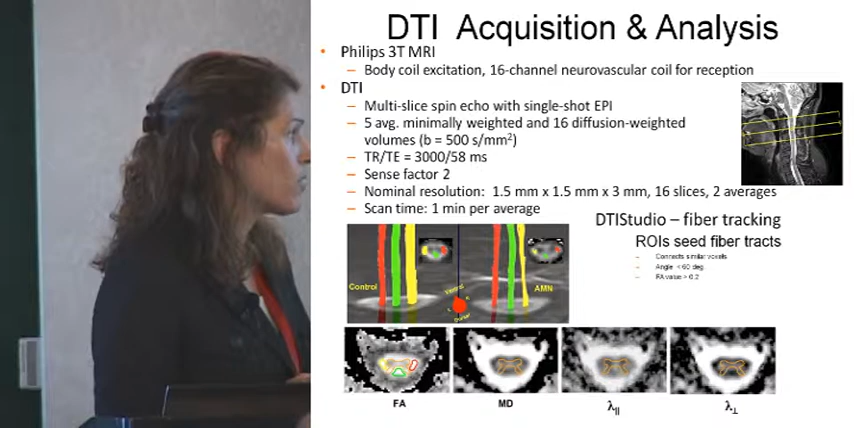 DTI Acquisition & Analysis
• Philips 3T MRI
– Body coil excitation, 16-channel neurovascular coil for reception
• DTI
– Multi-slice spin echo with single-shot EPI
– 5 avg. minimally weighted and 16 diffusion-weighted
volumes (b = 500 s/mm²)
– TR/TE = 3000/58 ms
– Sense factor 2
– Nominal resolution: 1.5 mm x 1.5 mm x 3 mm, 16 slices, 2 averages
– Scan time: 1 min per average
DTIStudio – fiber tracking
ROIs seed fiber tracts
– Connects similar voxels
– Angle < 60 deg.
– FA value > 0.2
Control
Ventral
L
R
Dorsal
AMN
FA
MD
λ||
λ⊥